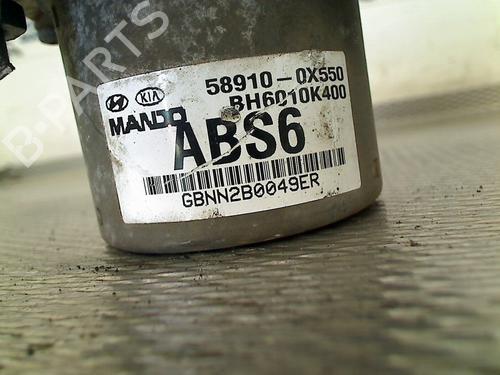 B-PARTS
58910-0X550
KIA
BH6010K400
MANDO
ABS6
GBNN2B0049ER